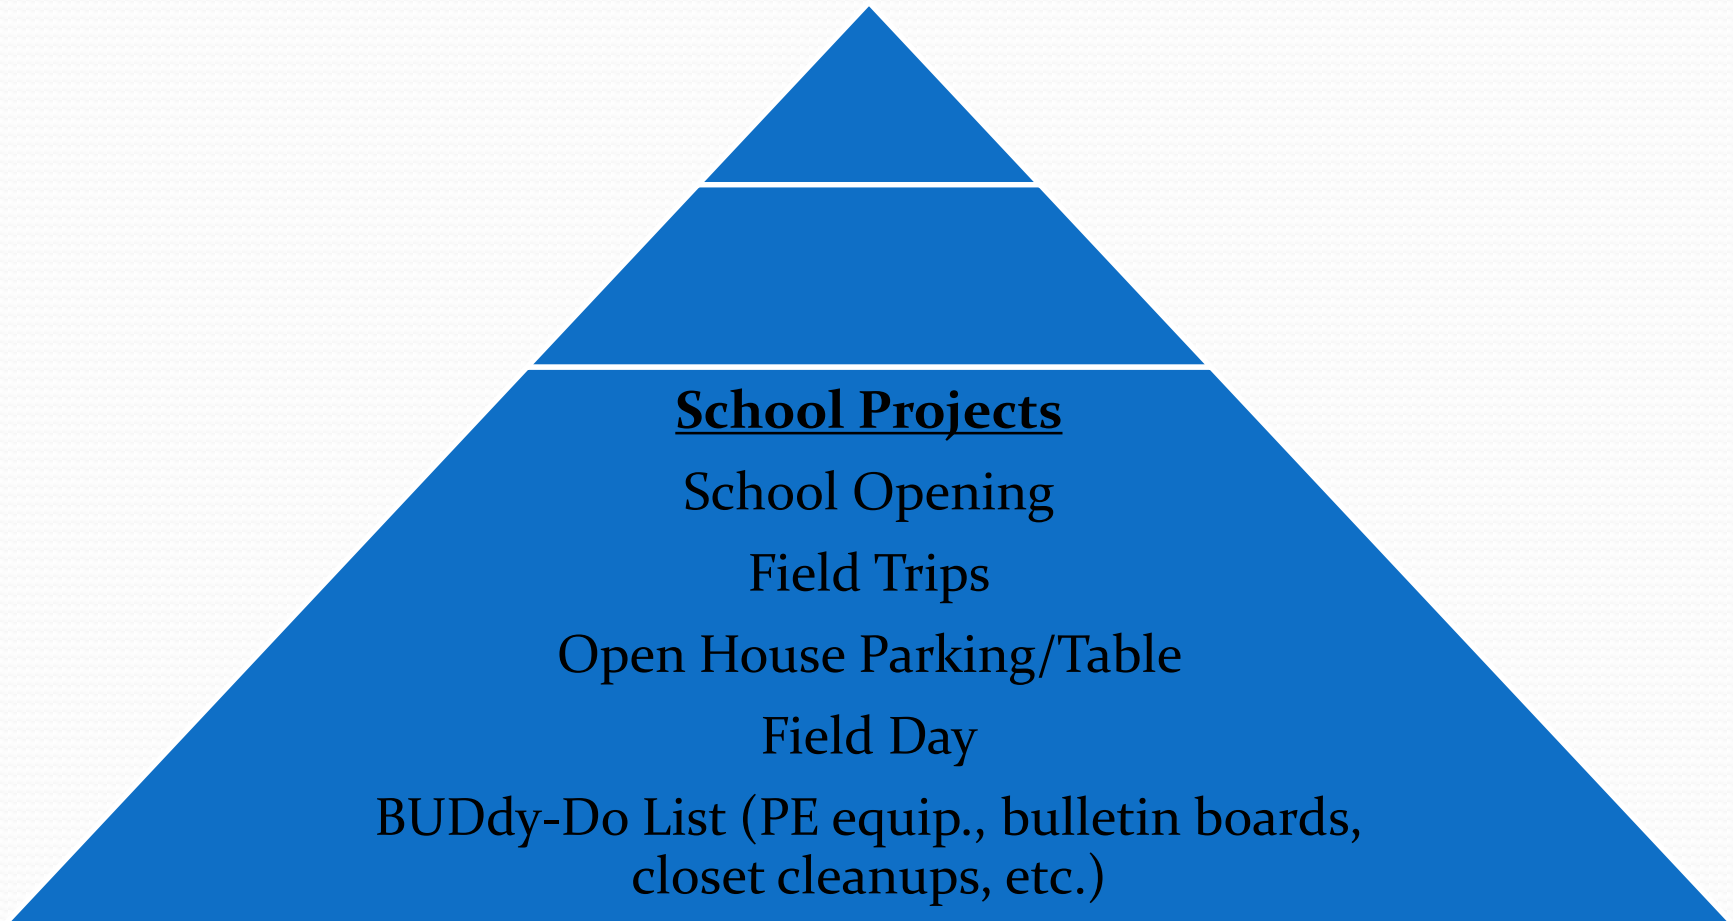 School Projects
School Opening
Field Trips
Open House Parking/Table
Field Day
BUDdy-Do List (PE equip., bulletin boards,
closet cleanups, etc.)